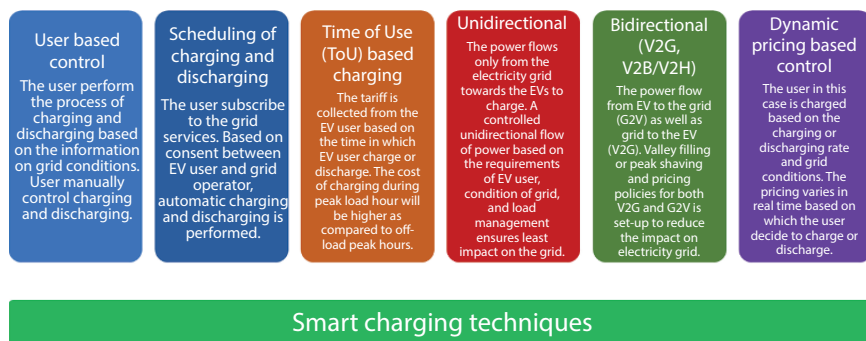 User based
control
The user perform
the process of
charging and
discharging based
on the information
on grid conditions.
User manually
control charging
and discharging.
Scheduling of
charging and
discharging
The user subscribe
to the grid
services. Based on
consent between
EV user and grid
operator,
automatic charging
and discharging is
performed.
Time of Use
(ToU) based
charging
The tariff is
collected from the
EV user based on
the time in which
EV user charge or
discharge. The cost
of charging during
peak load hour will
be higher as
compared to off-
load peak hours.
Unidirectional
The power flows
only from the
electricity grid
towards the EVs to
charge. A
controlled
unidirectional flow
of power based on
the requirements
of EV user,
condition of grid,
and load
management
ensures least
impact on the grid.
Bidirectional
(V2G,
V2B/V2H)
The power flow
from EV to the grid
(G2V) as well as
grid to the EV
(V2G). Valley filling
or peak shaving
and pricing
policies for both
V2G and G2V is
set-up to reduce
the impact on
electricity grid.
Dynamic
pricing based
control
The user in this
case is charged
based on the
charging or
discharging rate
and grid
conditions. The
pricing varies in
real time based on
which the user
decide to charge or
discharge.
Smart charging techniques